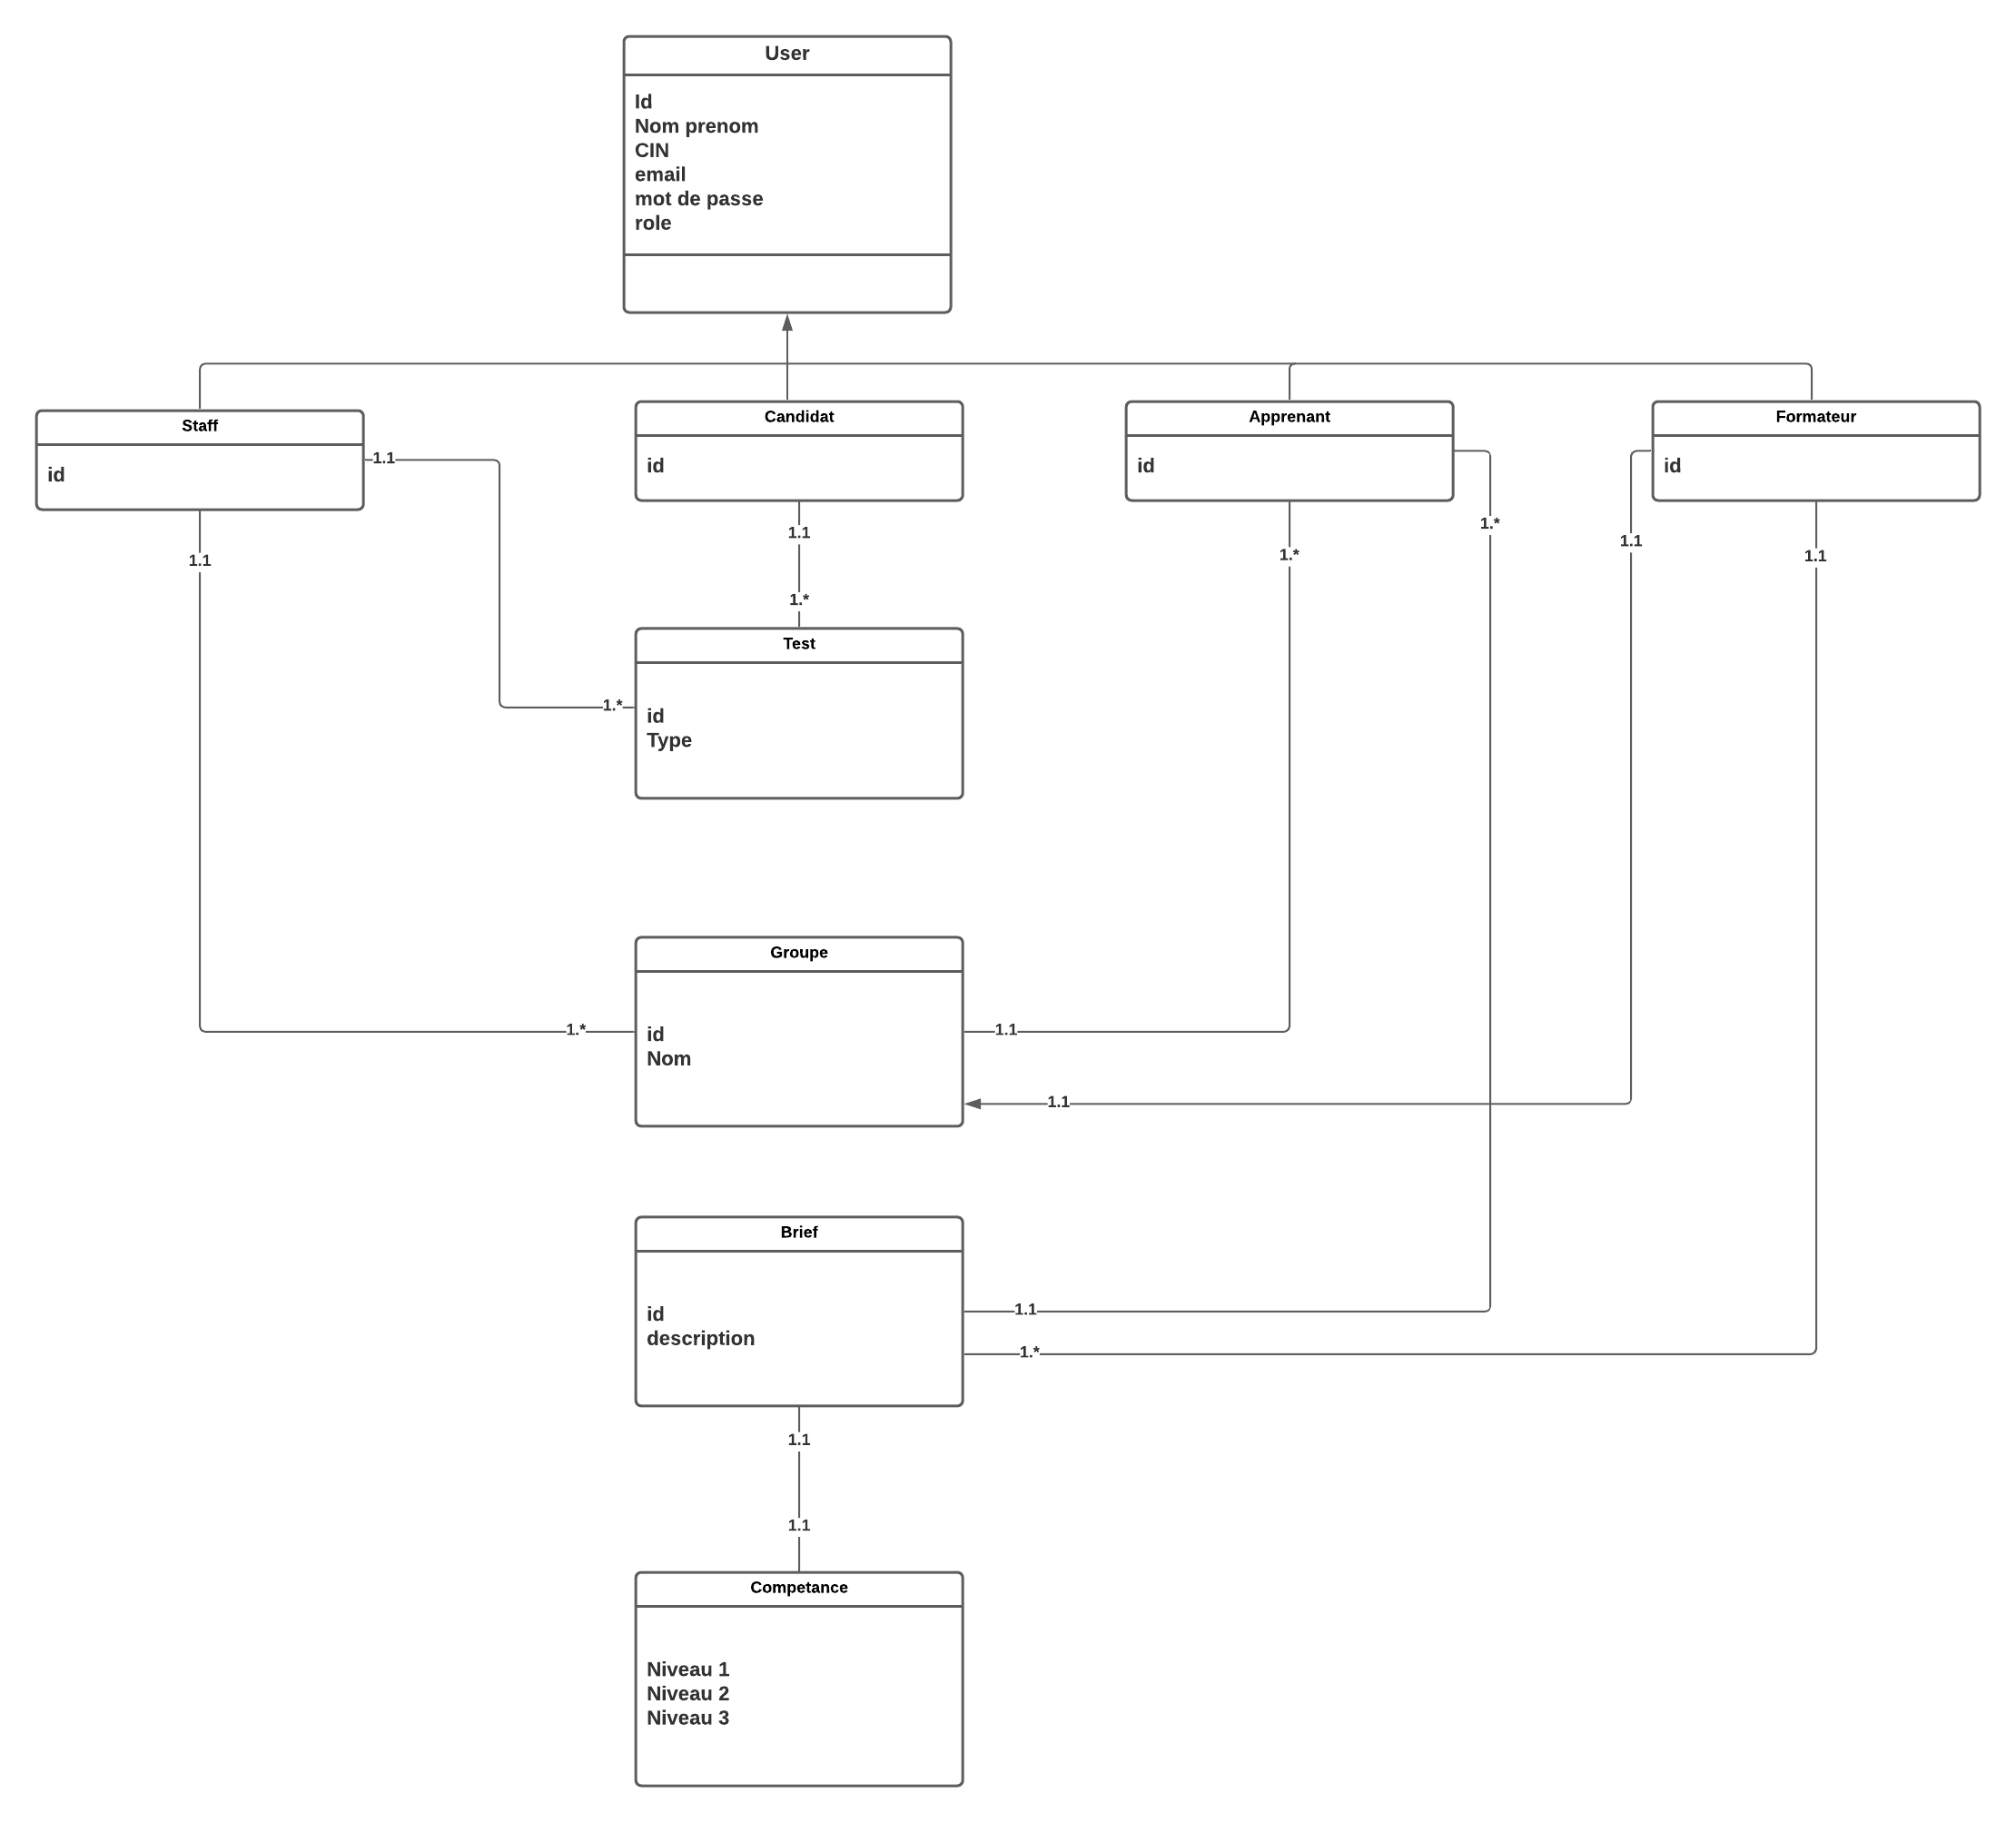 User
Id
Nom prenom
CIN
email
mot de passe
role
Staff
id
Candidat
id
Apprenant
id
Formateur
id
1.1
1.1
1.1
1.*
1.*
1.1
1.1
1.*
Test
id
Type
1.*
Groupe
id
Nom
1.*
1.1
1.1
Brief
id
description
1.1
1.*
1.1
1.1
Competance
Niveau 1
Niveau 2
Niveau 3